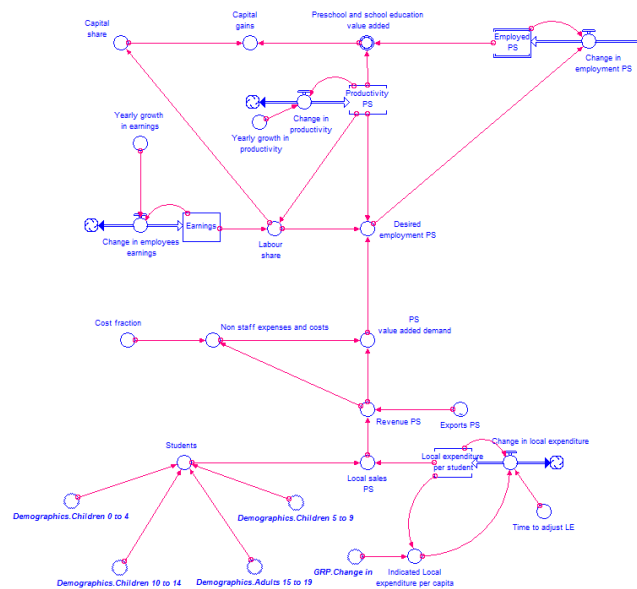 Capital
share
Capital
gains
Preschool and school education
value added
Employed
PS
Change in
employment PS
Productivity
PS
Change in
productivity
Yearly growth
in productivity
Yearly growth
in earnings
Earnings
Change in employees
earnings
Labour
share
Desired
employment PS
Cost fraction
Non staff expenses and costs
PS
value added demand
Revenue PS
Exports PS
Students
Local sales
PS
Local expenditure
per student
Change in local expenditure
Demographics.Children 0 to 4
Demographics.Children 5 to 9
Time to adjust LE
Demographics.Children 10 to 14
Demographics.Adults 15 to 19
GRP.Change in
Indicated Local
expenditure per capita